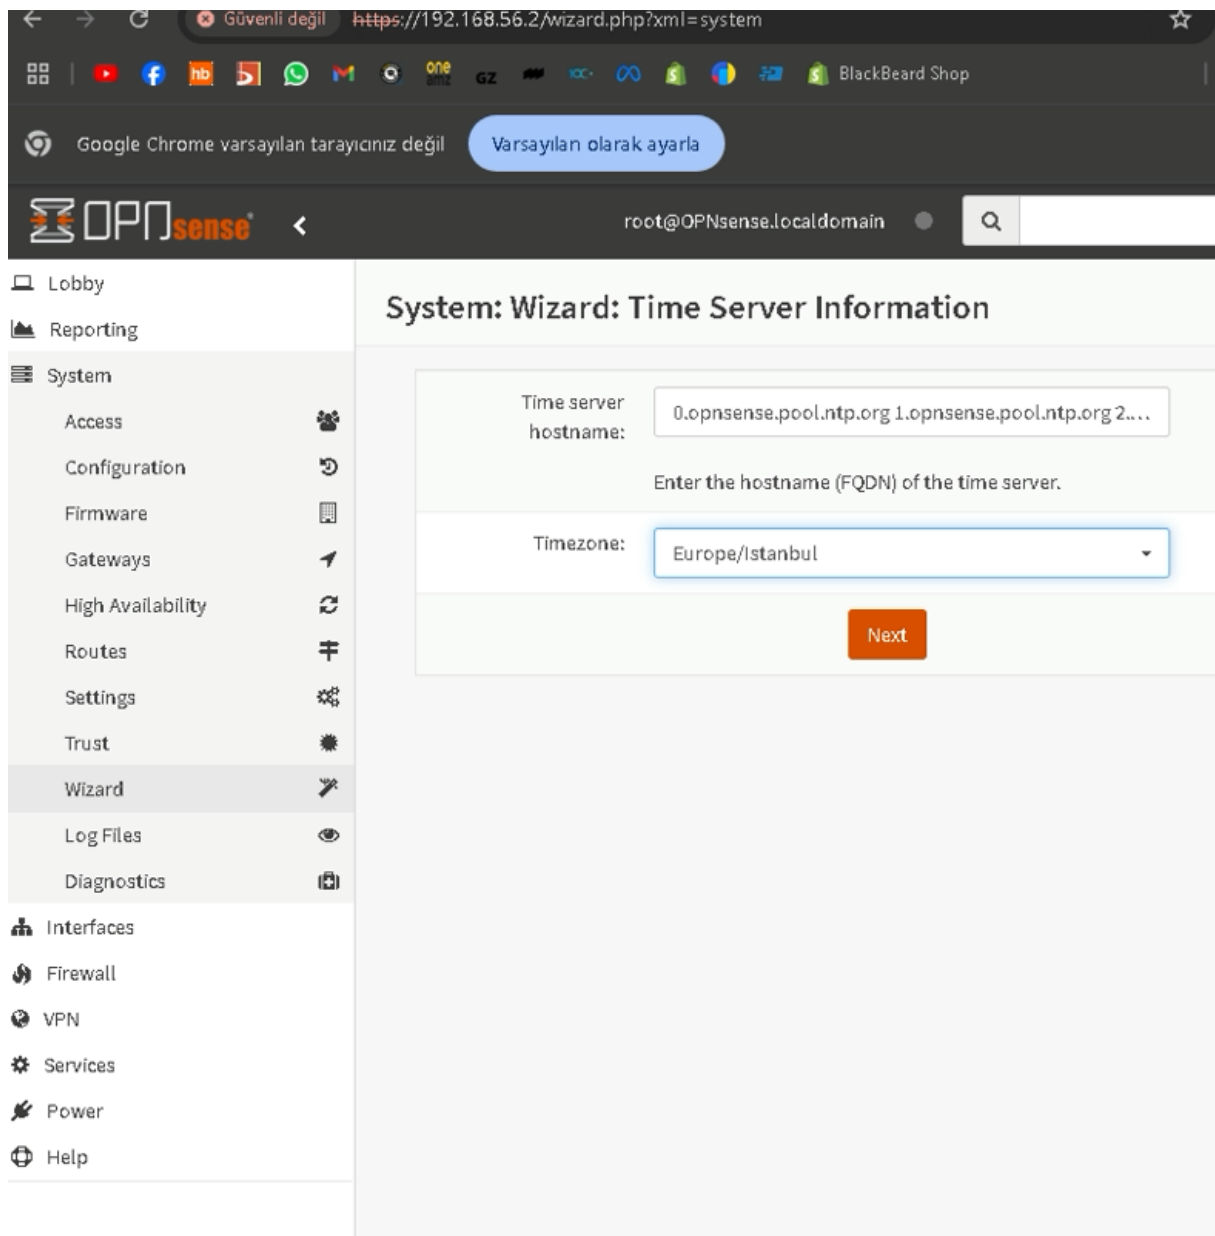 Güvenli değil https://192.168.56.2/wizard.php?xml=system
hb
one
amz
GZ
BlackBeard Shop
Google Chrome varsayılan tarayıcınız değil Varsayılan olarak ayarla
OPNsense root@OPNsense.localdomain
Lobby
Reporting
System
Access
Configuration
Firmware
Gateways
High Availability
Routes
Settings
Trust
Wizard
Log Files
Diagnostics
Interfaces
Firewall
VPN
Services
Power
Help
System: Wizard: Time Server Information
Time server
hostname:
0.opnsense.pool.ntp.org 1.opnsense.pool.ntp.org 2....
Enter the hostname (FQDN) of the time server.
Timezone: Europe/Istanbul
Next